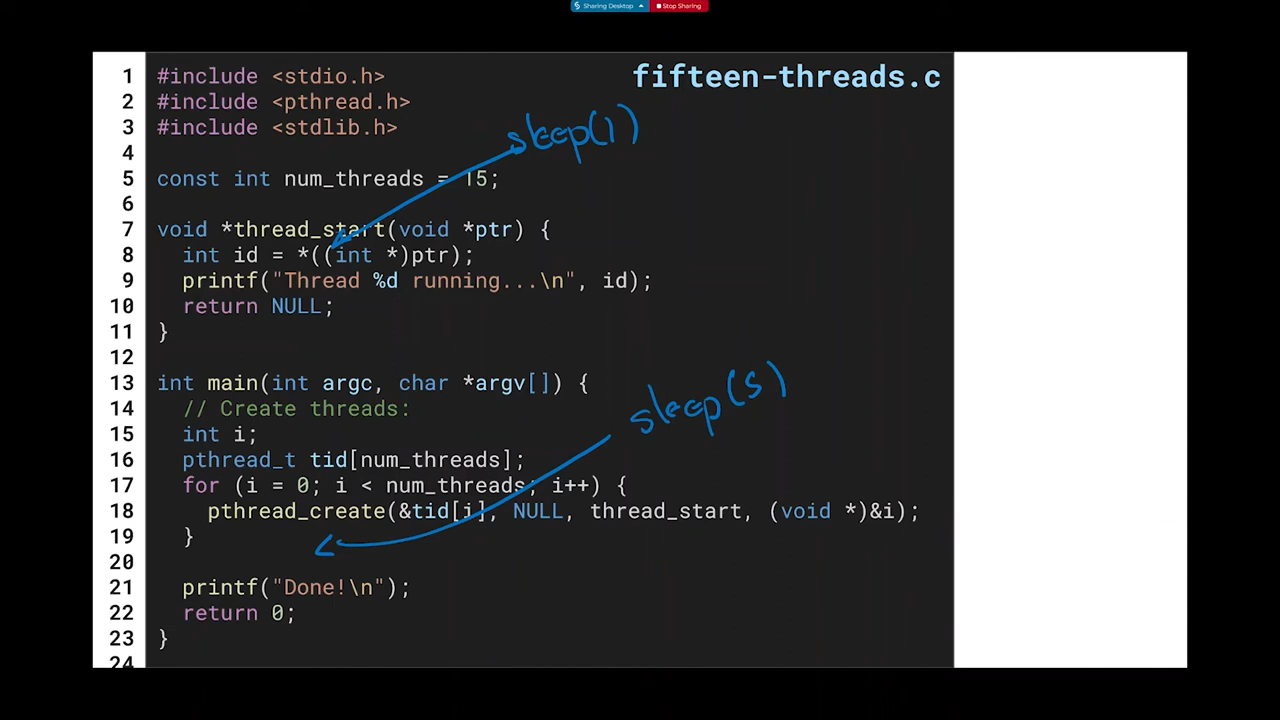 Sharing Desktop Stop Sharing
fifteen-threads.c
1 #include <stdio.h>
2 #include <pthread.h>
3 #include <stdlib.h>
sleep(1)
4
5 const int num_threads = 15;
6
7 void *thread_start(void *ptr) {
8   int id = *((int *)ptr);
9   printf("Thread %d running...\n", id);
10   return NULL;
11 }
12
13 int main(int argc, char *argv[]) {
sleep(5)
14   // Create threads:
15   int i;
16   pthread_t tid[num_threads];
17   for (i = 0; i < num_threads; i++) {
18     pthread_create(&tid[i], NULL, thread_start, (void *)&i);
19   }
20
21   printf("Done!\n");
22   return 0;
23 }
24